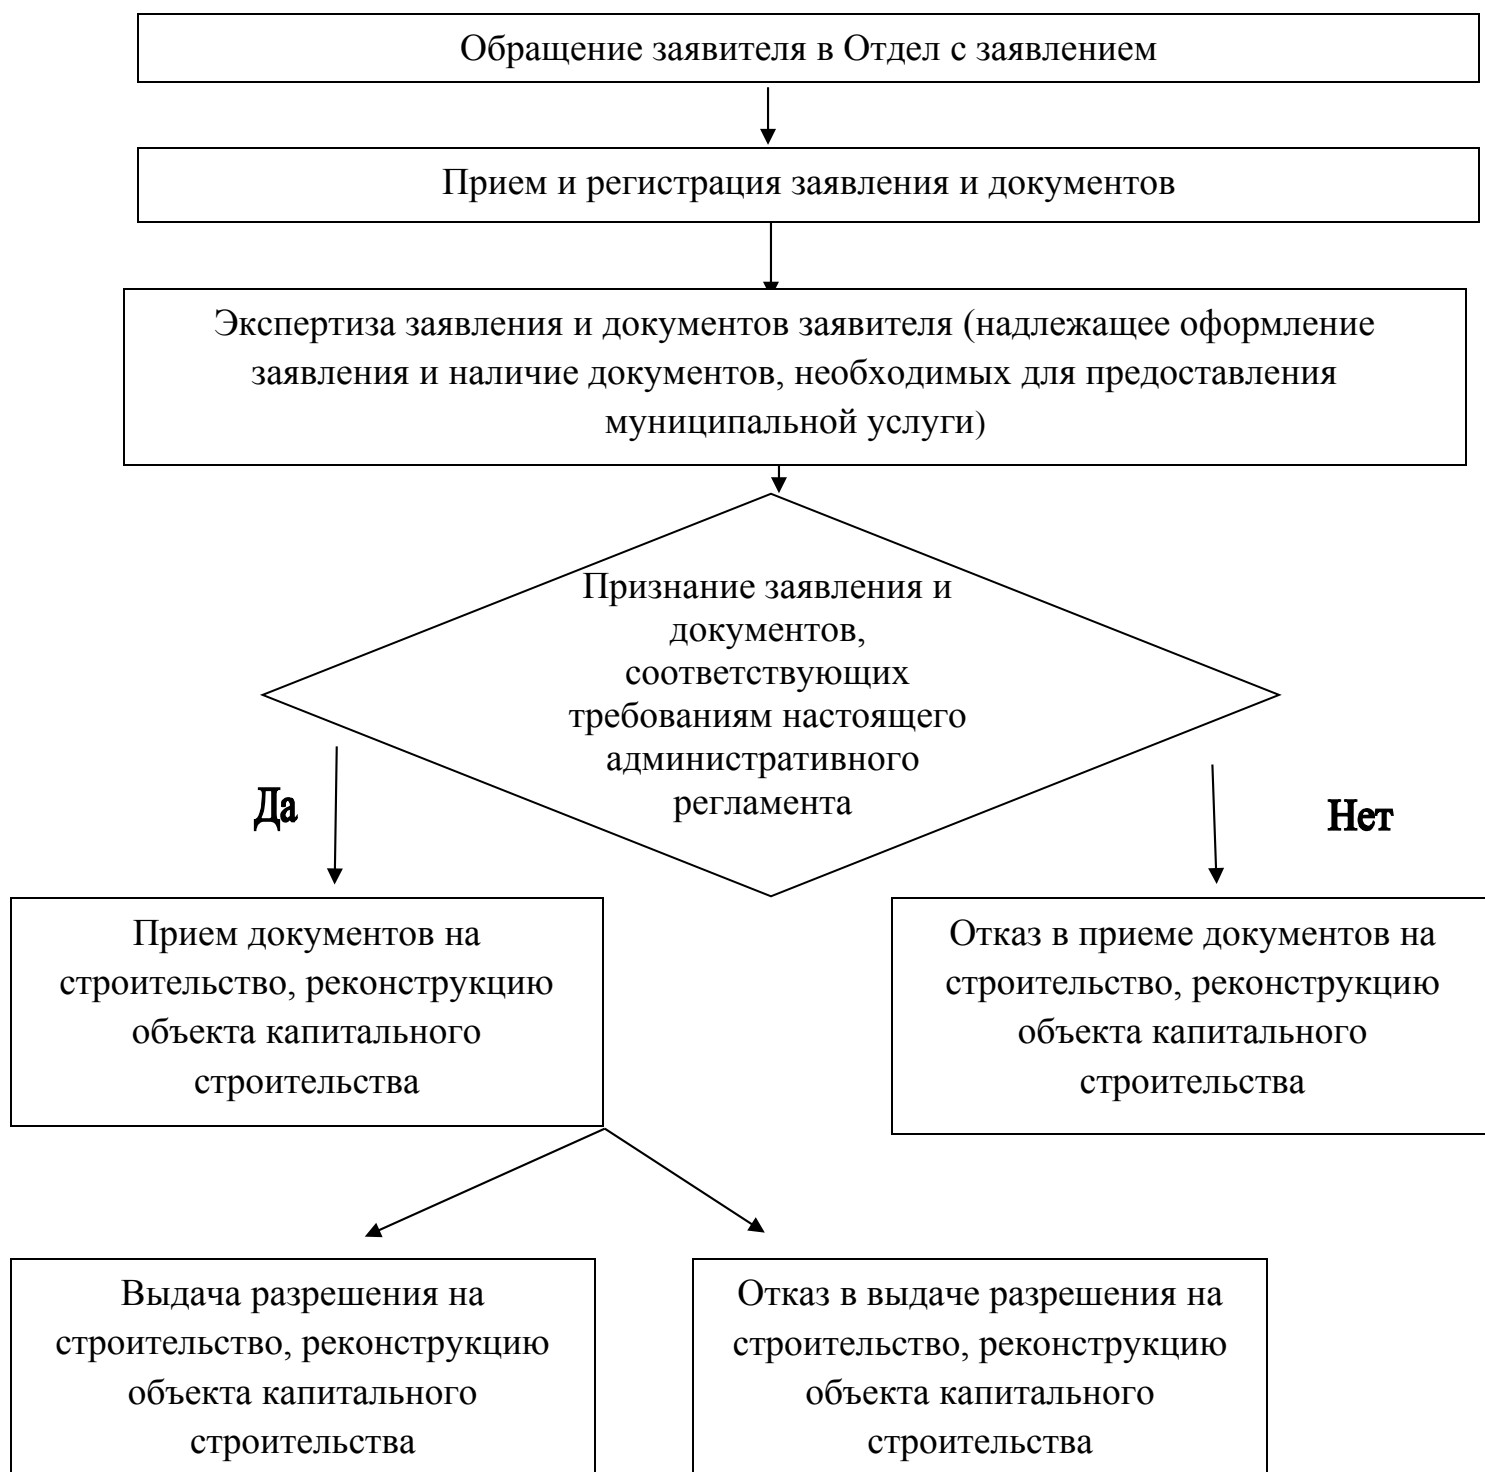 Обращение заявителя в Отдел с заявлением
Прием и регистрация заявления и документов
Экспертиза заявления и документов заявителя (надлежащее оформление
заявления и наличие документов, необходимых для предоставления
муниципальной услуги)
Признание заявления и
документов,
соответствующих
требованиям настоящего
административного
регламента
Да
Нет
Прием документов на
строительство, реконструкцию
объекта капитального
строительства
Отказ в приеме документов на
строительство, реконструкцию
объекта капитального
строительства
Выдача разрешения на
строительство, реконструкцию
объекта капитального
строительства
Отказ в выдаче разрешения на
строительство, реконструкцию
объекта капитального
строительства